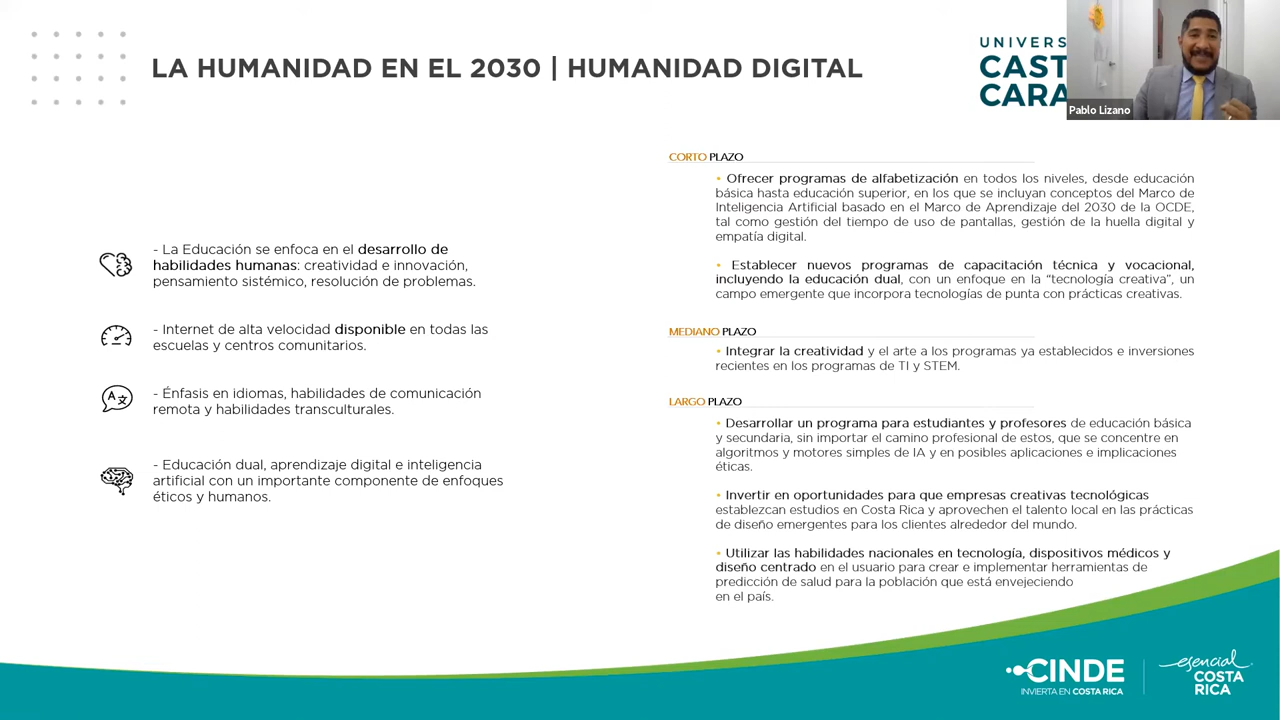 LA HUMANIDAD EN EL 2030 | HUMANIDAD DIGITAL
UNIVERS
CAST
CARA
Pablo Lizano
- La Educación se enfoca en el desarrollo de
habilidades humanas: creatividad e innovación,
pensamiento sistémico, resolución de problemas.
- Internet de alta velocidad disponible en todas las
escuelas y centros comunitarios.
- Énfasis en idiomas, habilidades de comunicación
remota y habilidades transculturales.
- Educación dual, aprendizaje digital e inteligencia
artificial con un importante componente de enfoques
éticos y humanos.
CORTO PLAZO
• Ofrecer programas de alfabetización en todos los niveles, desde educación
básica hasta educación superior, en los que se incluyan conceptos del Marco de
Inteligencia Artificial basado en el Marco de Aprendizaje del 2030 de la OCDE,
tal como gestión del tiempo de uso de pantallas, gestión de la huella digital y
empatía digital.
• Establecer nuevos programas de capacitación técnica y vocacional,
incluyendo la educación dual, con un enfoque en la “tecnología creativa”, un
campo emergente que incorpora tecnologías de punta con prácticas creativas.
MEDIANO PLAZO
• Integrar la creatividad y el arte a los programas ya establecidos e inversiones
recientes en los programas de TI y STEM.
LARGO PLAZO
• Desarrollar un programa para estudiantes y profesores de educación básica
y secundaria, sin importar el camino profesional de estos, que se concentre en
algoritmos y motores simples de IA y en posibles aplicaciones e implicaciones
éticas.
• Invertir en oportunidades para que empresas creativas tecnológicas
establezcan estudios en Costa Rica y aprovechen el talento local en las prácticas
de diseño emergentes para los clientes alrededor del mundo.
• Utilizar las habilidades nacionales en tecnología, dispositivos médicos y
diseño centrado en el usuario para crear e implementar herramientas de
predicción de salud para la población que está envejeciendo
en el país.
CINDE
INVIERTA EN COSTA RICA
esencial
COSTA
RICA